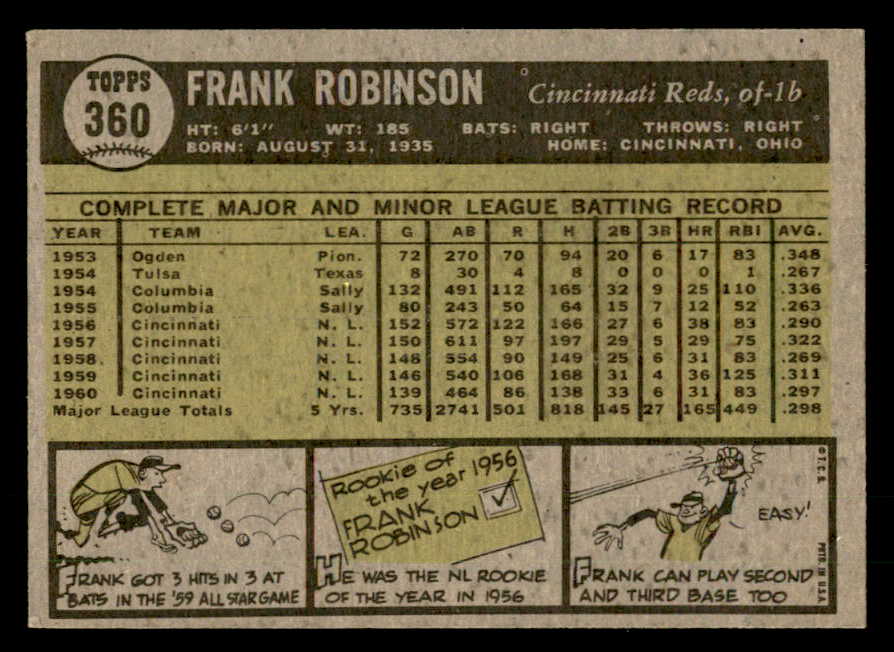 TOPPS
360
FRANK ROBINSON
Cincinnati Reds, of-1b
HT: 6'1" WT: 185 BATS: RIGHT THROWS: RIGHT
BORN: AUGUST 31, 1935 HOME: CINCINNATI, OHIO
COMPLETE MAJOR AND MINOR LEAGUE BATTING RECORD
YEAR TEAM LEA. G AB R H 2B 3B HR RBI AVG.
1953 Ogden Pion. 72 270 70 94 20 6 17 83 .348
1954 Tulsa Texas 8 30 4 8 0 0 0 1 .267
1954 Columbia Sally 132 491 112 165 32 9 25 110 .336
1955 Columbia Sally 80 243 50 64 15 7 12 52 .263
1956 Cincinnati N. L. 152 572 122 166 27 6 38 83 .290
1957 Cincinnati N. L. 150 611 97 197 29 5 29 75 .322
1958 Cincinnati N. L. 148 554 90 149 25 6 31 83 .269
1959 Cincinnati N. L. 146 540 106 168 31 4 36 125 .311
1960 Cincinnati N. L. 139 464 86 138 33 6 31 83 .297
Major League Totals 5 Yrs. 735 2741 501 818 145 27 165 449 .298
FRANK GOT 3 HITS IN 3 AT
BATS IN THE '59 ALL STAR GAME
Rookie of
the year 1956
FRANK
ROBINSON
HE WAS THE NL ROOKIE
OF THE YEAR IN 1956
EASY!
FRANK CAN PLAY SECOND
AND THIRD BASE TOO
© T.C.G. PRTD. IN U.S.A.